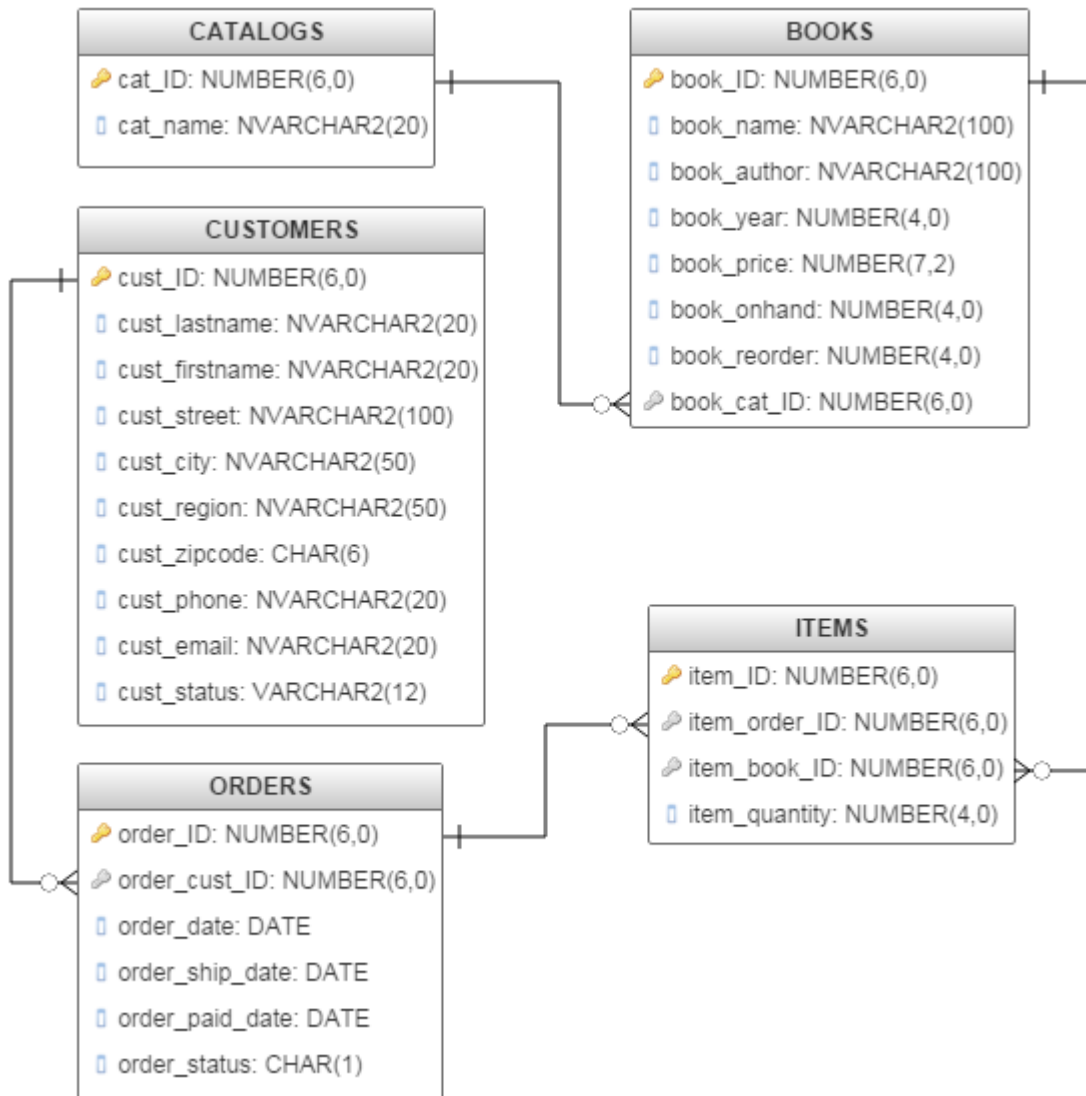 CATALOGS
cat_ID: NUMBER(6,0)
cat_name: NVARCHAR2(20)
BOOKS
book_ID: NUMBER(6,0)
book_name: NVARCHAR2(100)
book_author: NVARCHAR2(100)
book_year: NUMBER(4,0)
book_price: NUMBER(7,2)
book_onhand: NUMBER(4,0)
book_reorder: NUMBER(4,0)
book_cat_ID: NUMBER(6,0)
CUSTOMERS
cust_ID: NUMBER(6,0)
cust_lastname: NVARCHAR2(20)
cust_firstname: NVARCHAR2(20)
cust_street: NVARCHAR2(100)
cust_city: NVARCHAR2(50)
cust_region: NVARCHAR2(50)
cust_zipcode: CHAR(6)
cust_phone: NVARCHAR2(20)
cust_email: NVARCHAR2(20)
cust_status: VARCHAR2(12)
ITEMS
item_ID: NUMBER(6,0)
item_order_ID: NUMBER(6,0)
item_book_ID: NUMBER(6,0)
item_quantity: NUMBER(4,0)
ORDERS
order_ID: NUMBER(6,0)
order_cust_ID: NUMBER(6,0)
order_date: DATE
order_ship_date: DATE
order_paid_date: DATE
order_status: CHAR(1)